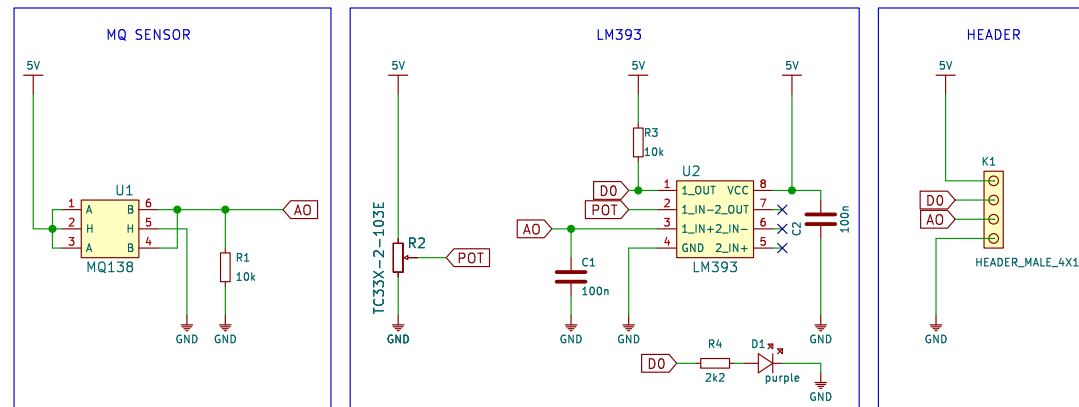 MQ SENSOR
5V
U1
1 A B 6
2 H H 5
3 A B 4
MQ138
AO
R1
10k
GND
GND
LM393
5V
5V
5V
R3
10k
U2
DO
POT
AO
1 1_OUT VCC 8
2 1_IN-2_OUT 7
3 1_IN+2_IN- 6
4 GND 2_IN+ 5
LM393
TC33X-2-103E
R2
POT
C1
100n
C2
100n
GND
GND
GND
GND
DO
R4
2k2
D1
purple
GND
HEADER
5V
K1
DO
AO
HEADER_MALE_4X1
GND